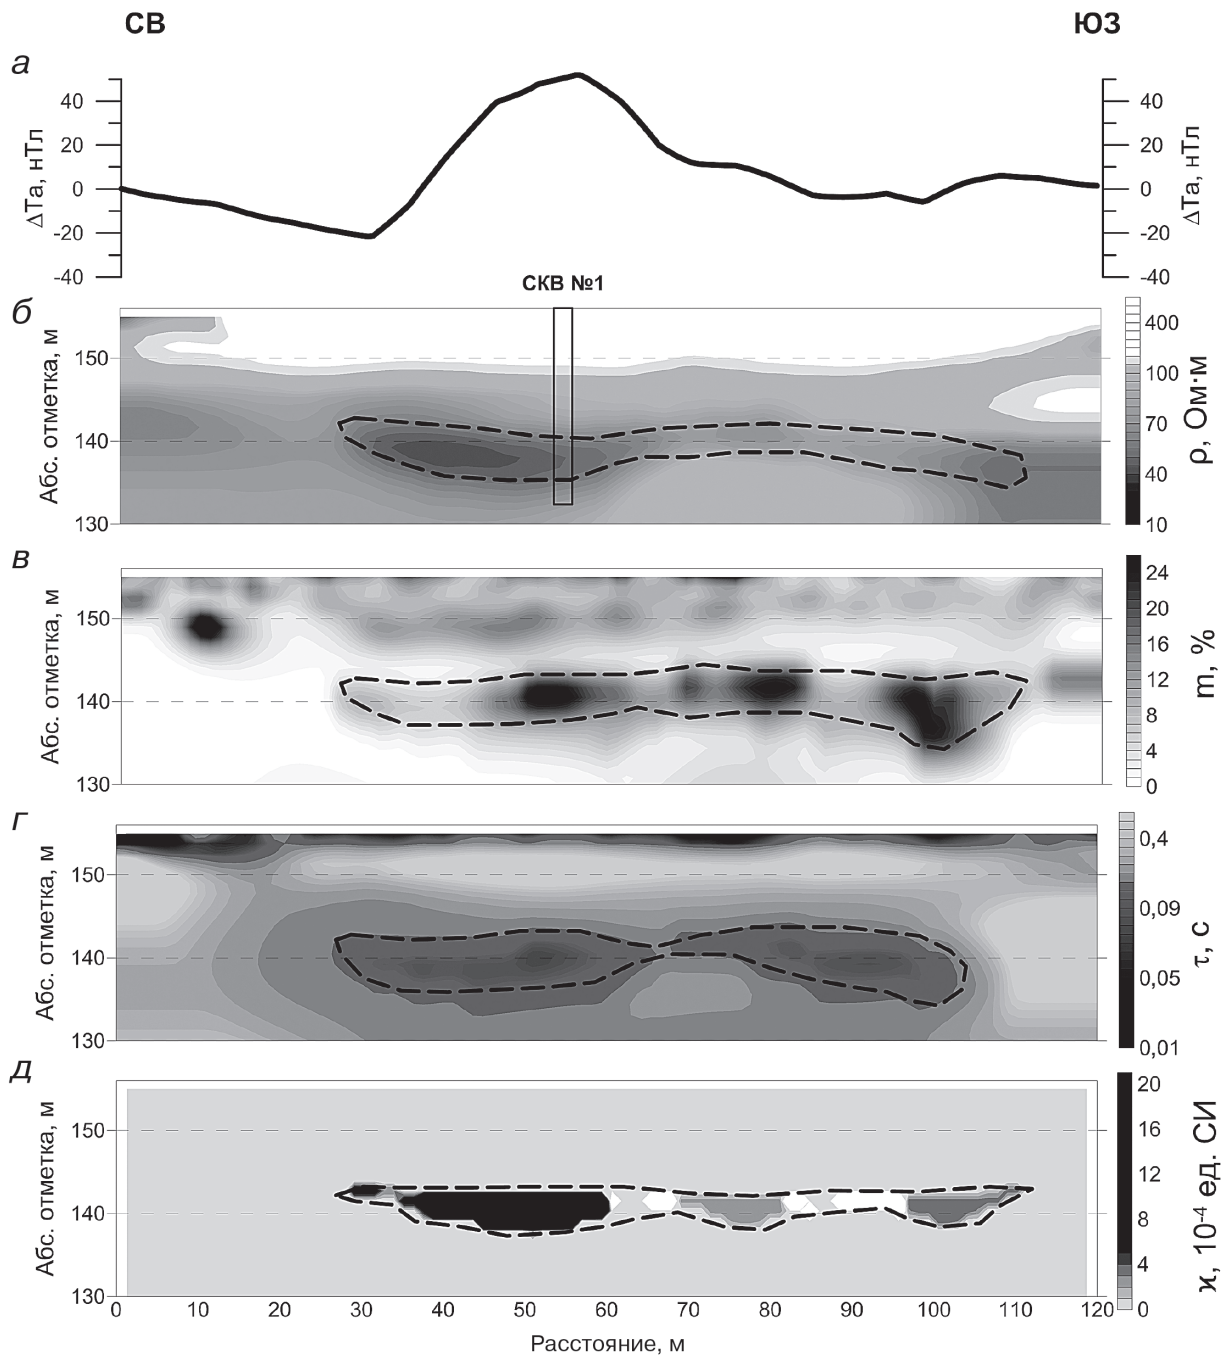 СВ
ЮЗ
а
40
20
0
-20
-40
ΔТа, нТл
40
20
0
-20
-40
ΔТа, нТл
СКВ №1
б
150
140
130
Абс. отметка, м
400
100
70
40
10
ρ, Ом·м
в
150
140
130
Абс. отметка, м
24
20
16
12
8
4
0
m, %
г
150
140
130
Абс. отметка, м
0,4
0,09
0,05
0,01
τ, с
д
150
140
130
Абс. отметка, м
20
16
12
8
4
0
ϰ, 10⁻⁴ ед. СИ
0 10 20 30 40 50 60 70 80 90 100 110 120
Расстояние, м